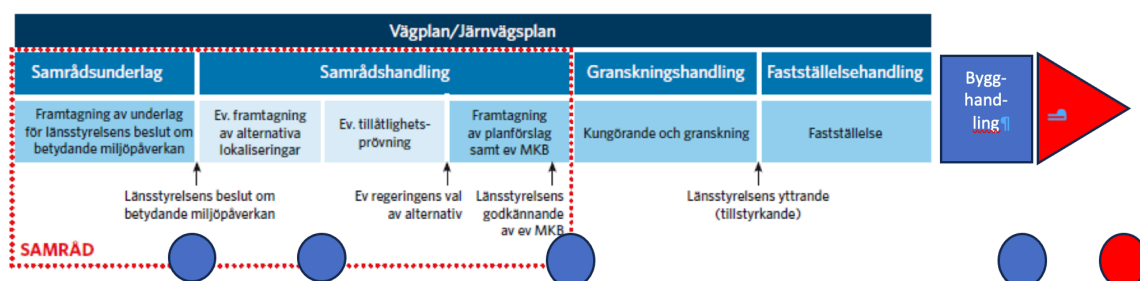 Vägplan/Järnvägsplan
Samrådsunderlag
Samrådshandling
Granskningshandling
Fastställelsehandling
Framtagning av underlag
för länsstyrelsens beslut om
betydande miljöpåverkan
Ev. framtagning
av alternativa
lokaliseringar
Ev. tillåtlighets-
prövning
Framtagning
av planförslag
samt ev MKB
Kungörande och granskning
Fastställelse
Bygg-
hand-
ling¶
Länsstyrelsens beslut om
betydande miljöpåverkan
Ev regeringens val
av alternativ
Länsstyrelsens
godkännande
av ev MKB
Länsstyrelsens yttrande
(tillstyrkande)
SAMRÅD